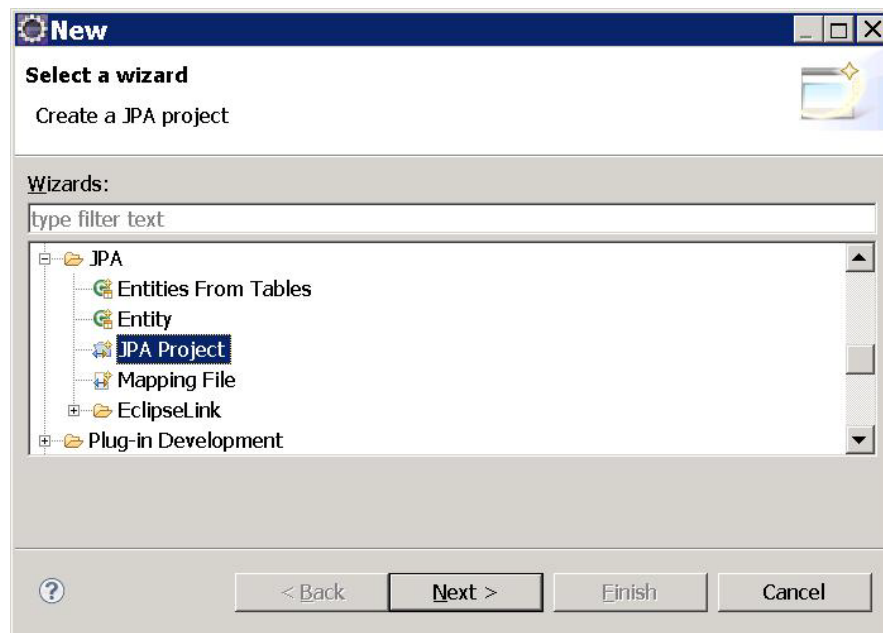 New
Select a wizard
Create a JPA project
Wizards:
type filter text
JPA
Entities From Tables
Entity
JPA Project
Mapping File
EclipseLink
Plug-in Development
< Back Next > Finish Cancel